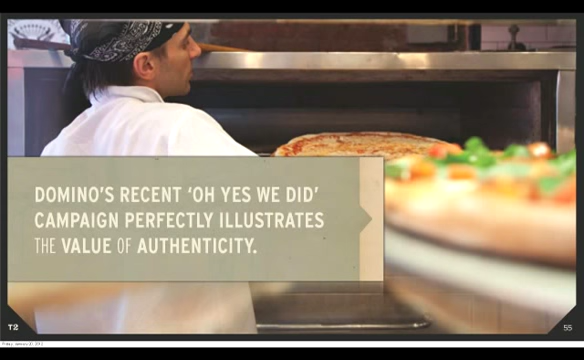 DOMINO'S RECENT 'OH YES WE DID'
CAMPAIGN PERFECTLY ILLUSTRATES
THE VALUE OF AUTHENTICITY.
T2
55